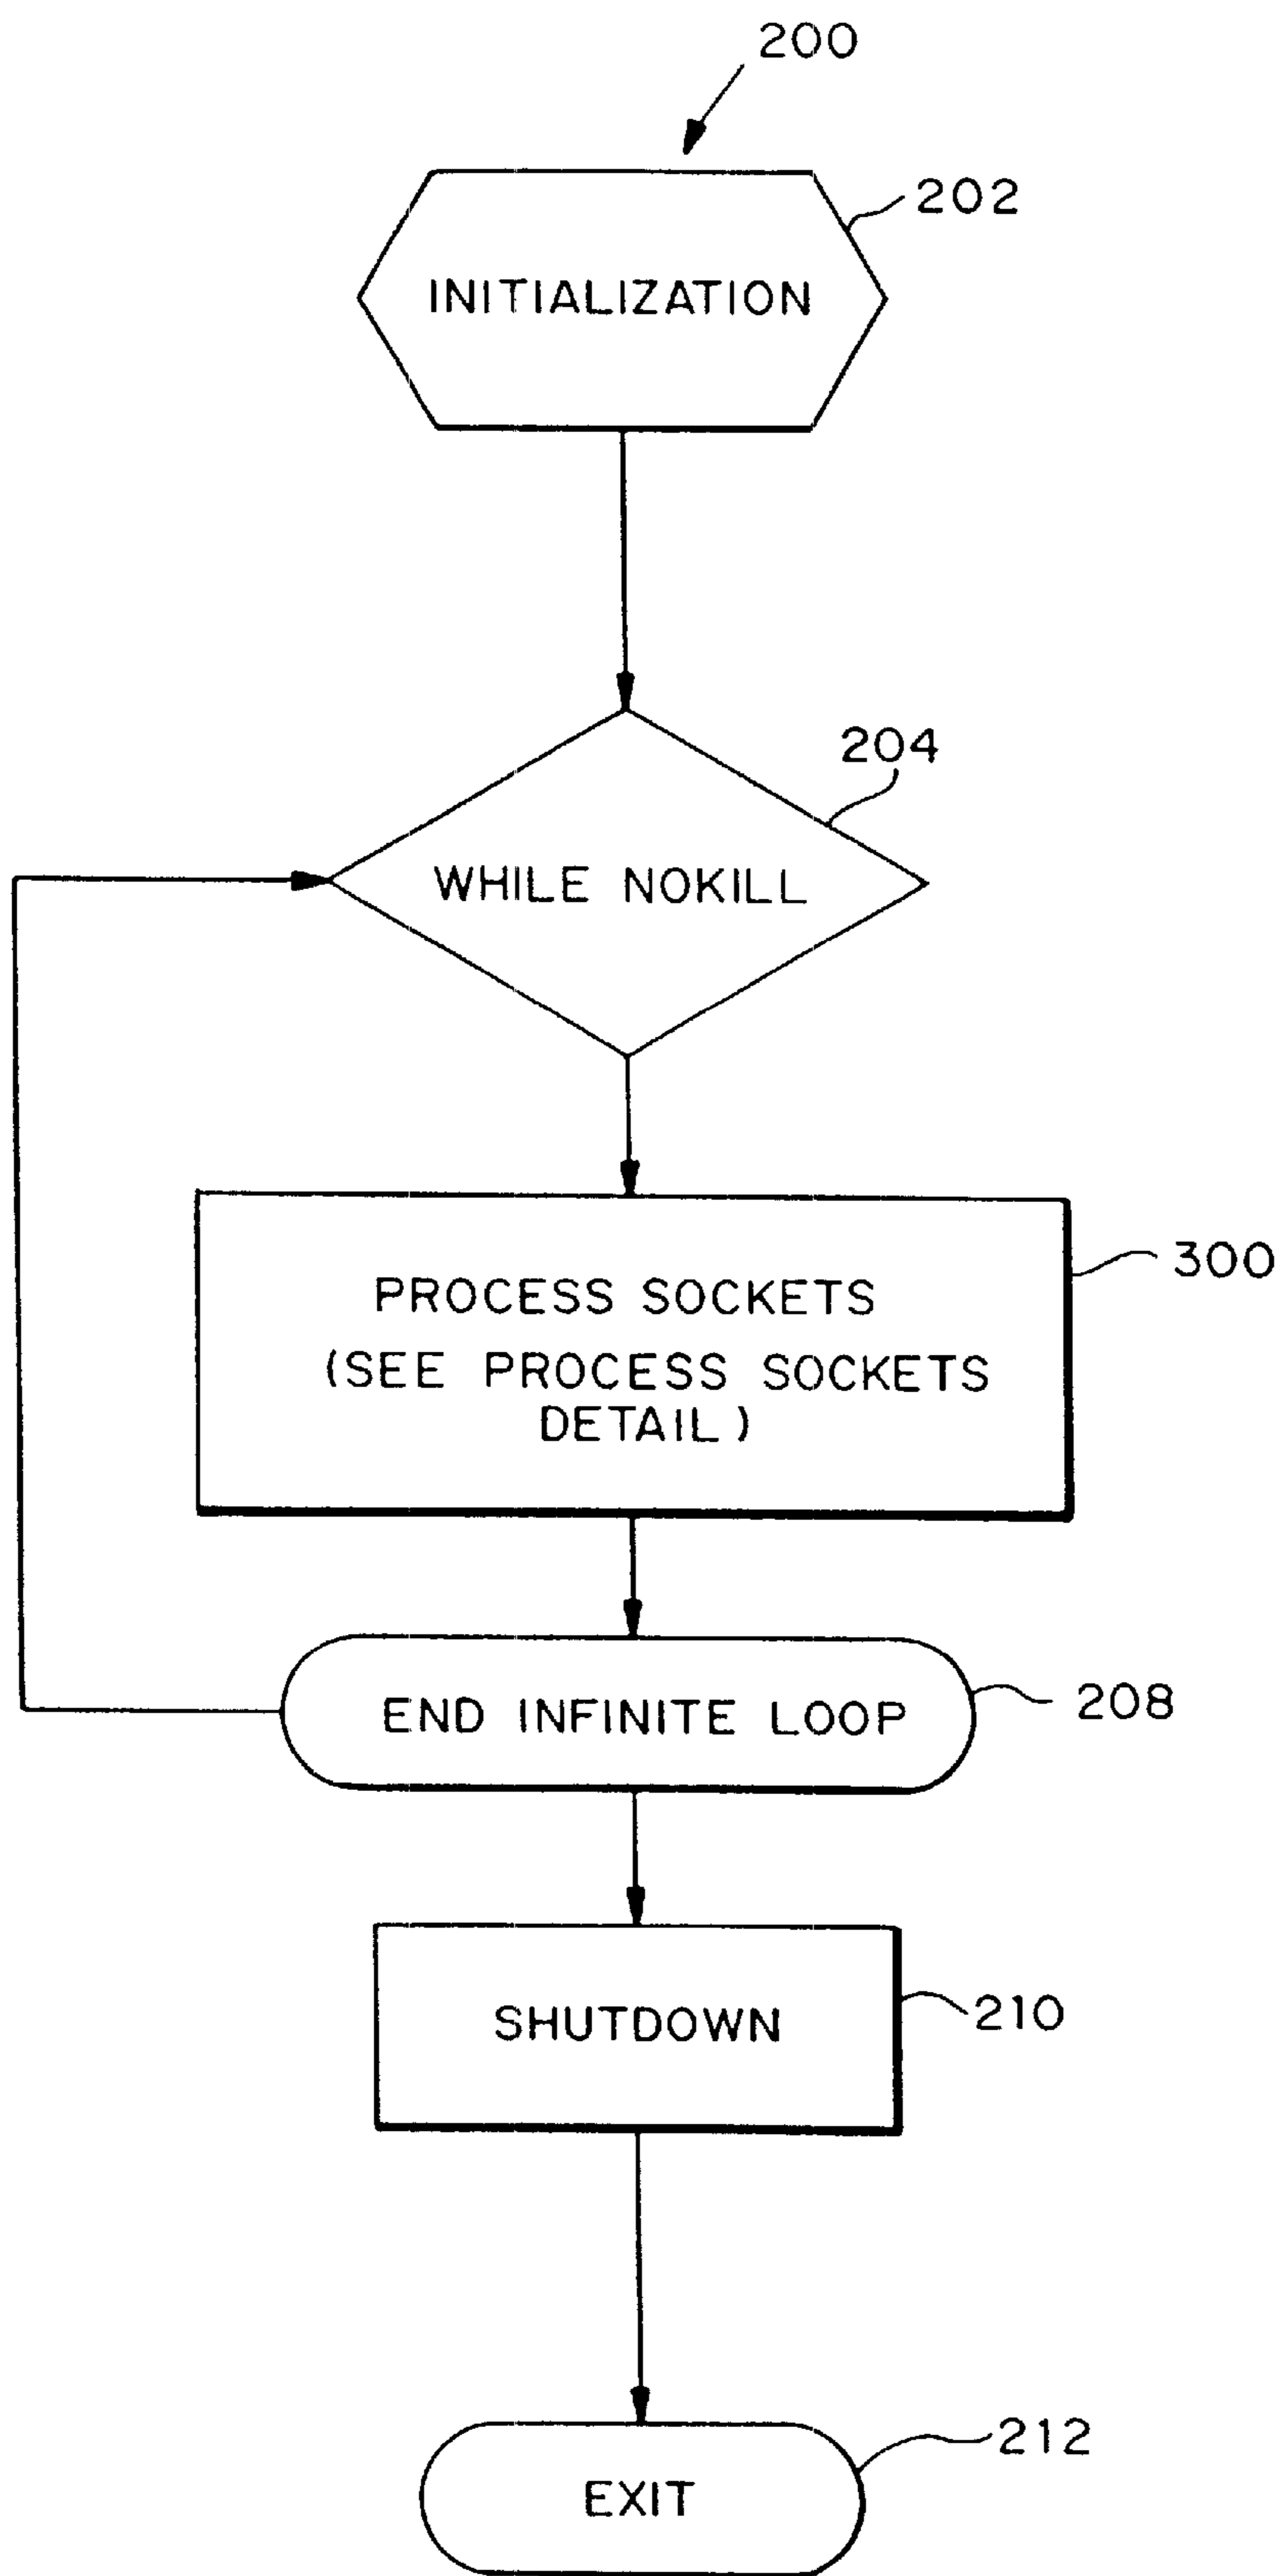 200
202
INITIALIZATION
204
WHILE NOKILL
300
PROCESS SOCKETS
(SEE PROCESS SOCKETS
DETAIL)
208
END INFINITE LOOP
210
SHUTDOWN
212
EXIT